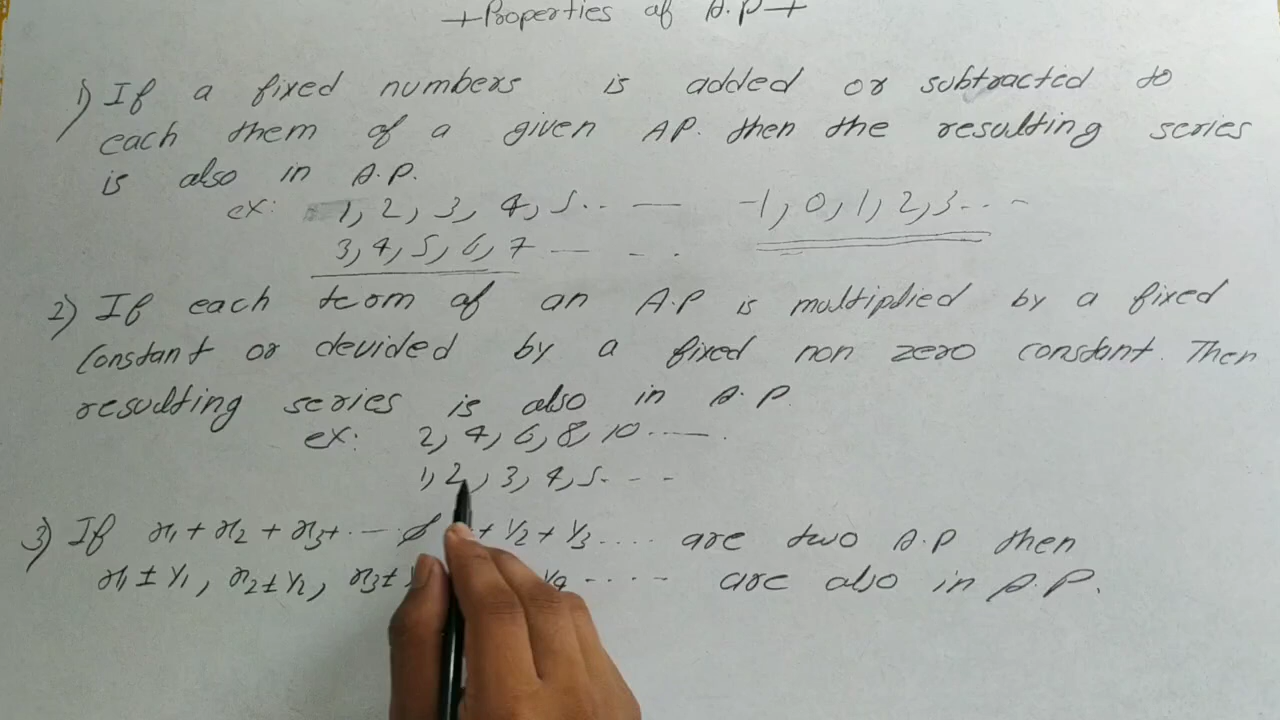 Properties of A.P
1) If a fixed numbers is added or subtracted to
each them of a given AP. then the resulting series
is also in A.P.
ex: 1, 2, 3, 4, 5.. — -1, 0, 1, 2, 3... -
3, 4, 5, 6, 7 — - .
2) If each term of an A.P is multiplied by a fixed
Constant or devided by a fixed non zero constant. Then
resulting series is also in A.P.
ex: 2, 4, 6, 8, 10 .....
1, 2, 3, 4, 5. - - -
3) If x1 + x2 + x3+.... + y2 + y3.... are two A.P then
x1 ± y1, x2 ± y2, x3 ± ..... are also in A.P.